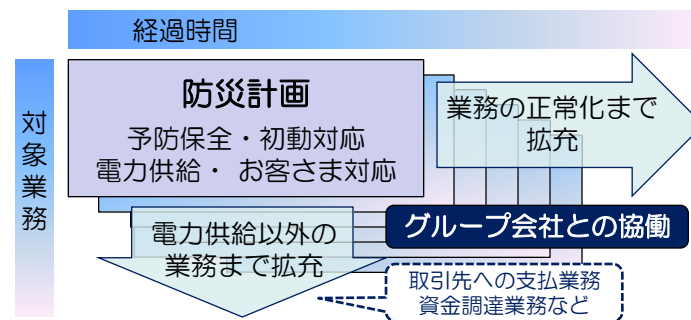 経過時間
対象業務
防災計画
予防保全・初動対応
電力供給・ お客さま対応
業務の正常化まで
拡充
グループ会社との協働
電力供給以外の
業務まで拡充
取引先への支払業務
資金調達業務など